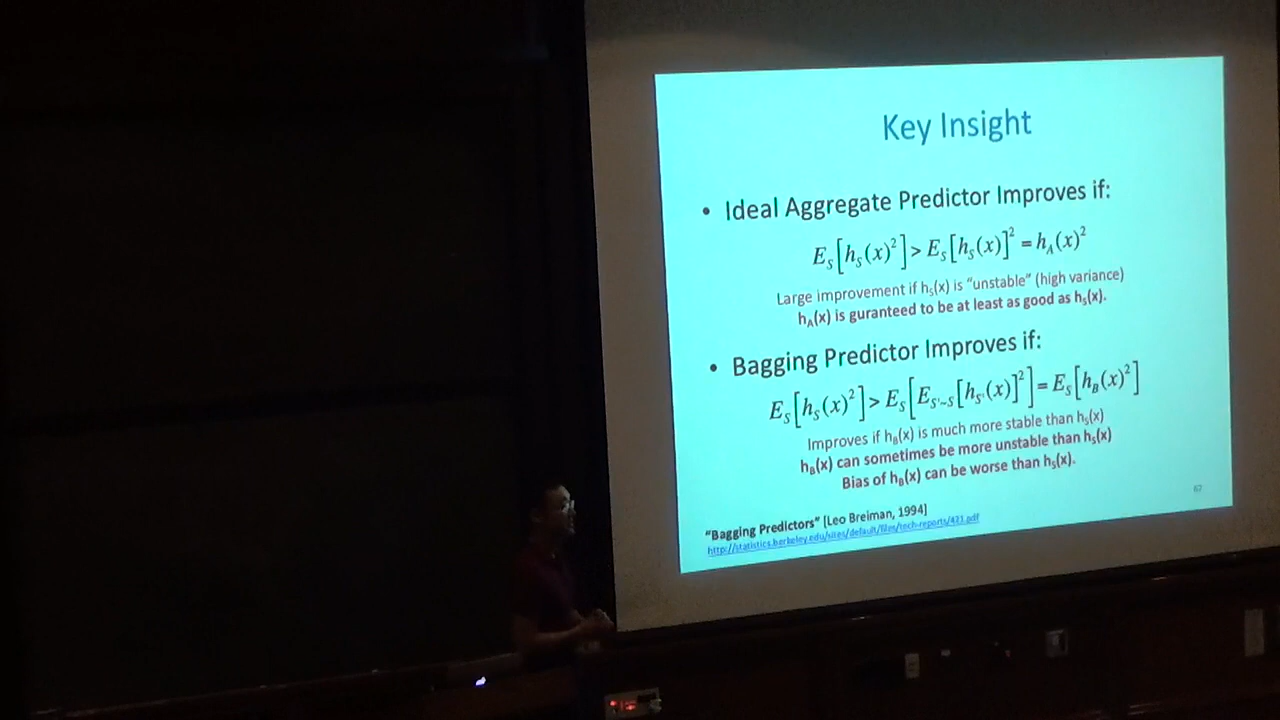 Key Insight
• Ideal Aggregate Predictor Improves if:
E_S[h_S(x)²] > E_S[h_S(x)]² = h_A(x)²
Large improvement if h_S(x) is "unstable" (high variance)
h_A(x) is guranteed to be at least as good as h_S(x).
• Bagging Predictor Improves if:
E_S[h_S(x)²] > E_S[E_S'~S[h_S'(x)]²] = E_S[h_B(x)²]
Improves if h_B(x) is much more stable than h_S(x)
h_B(x) can sometimes be more unstable than h_S(x)
Bias of h_B(x) can be worse than h_S(x).
67
"Bagging Predictors" [Leo Breiman, 1994]
http://statistics.berkeley.edu/sites/default/files/tech-reports/421.pdf